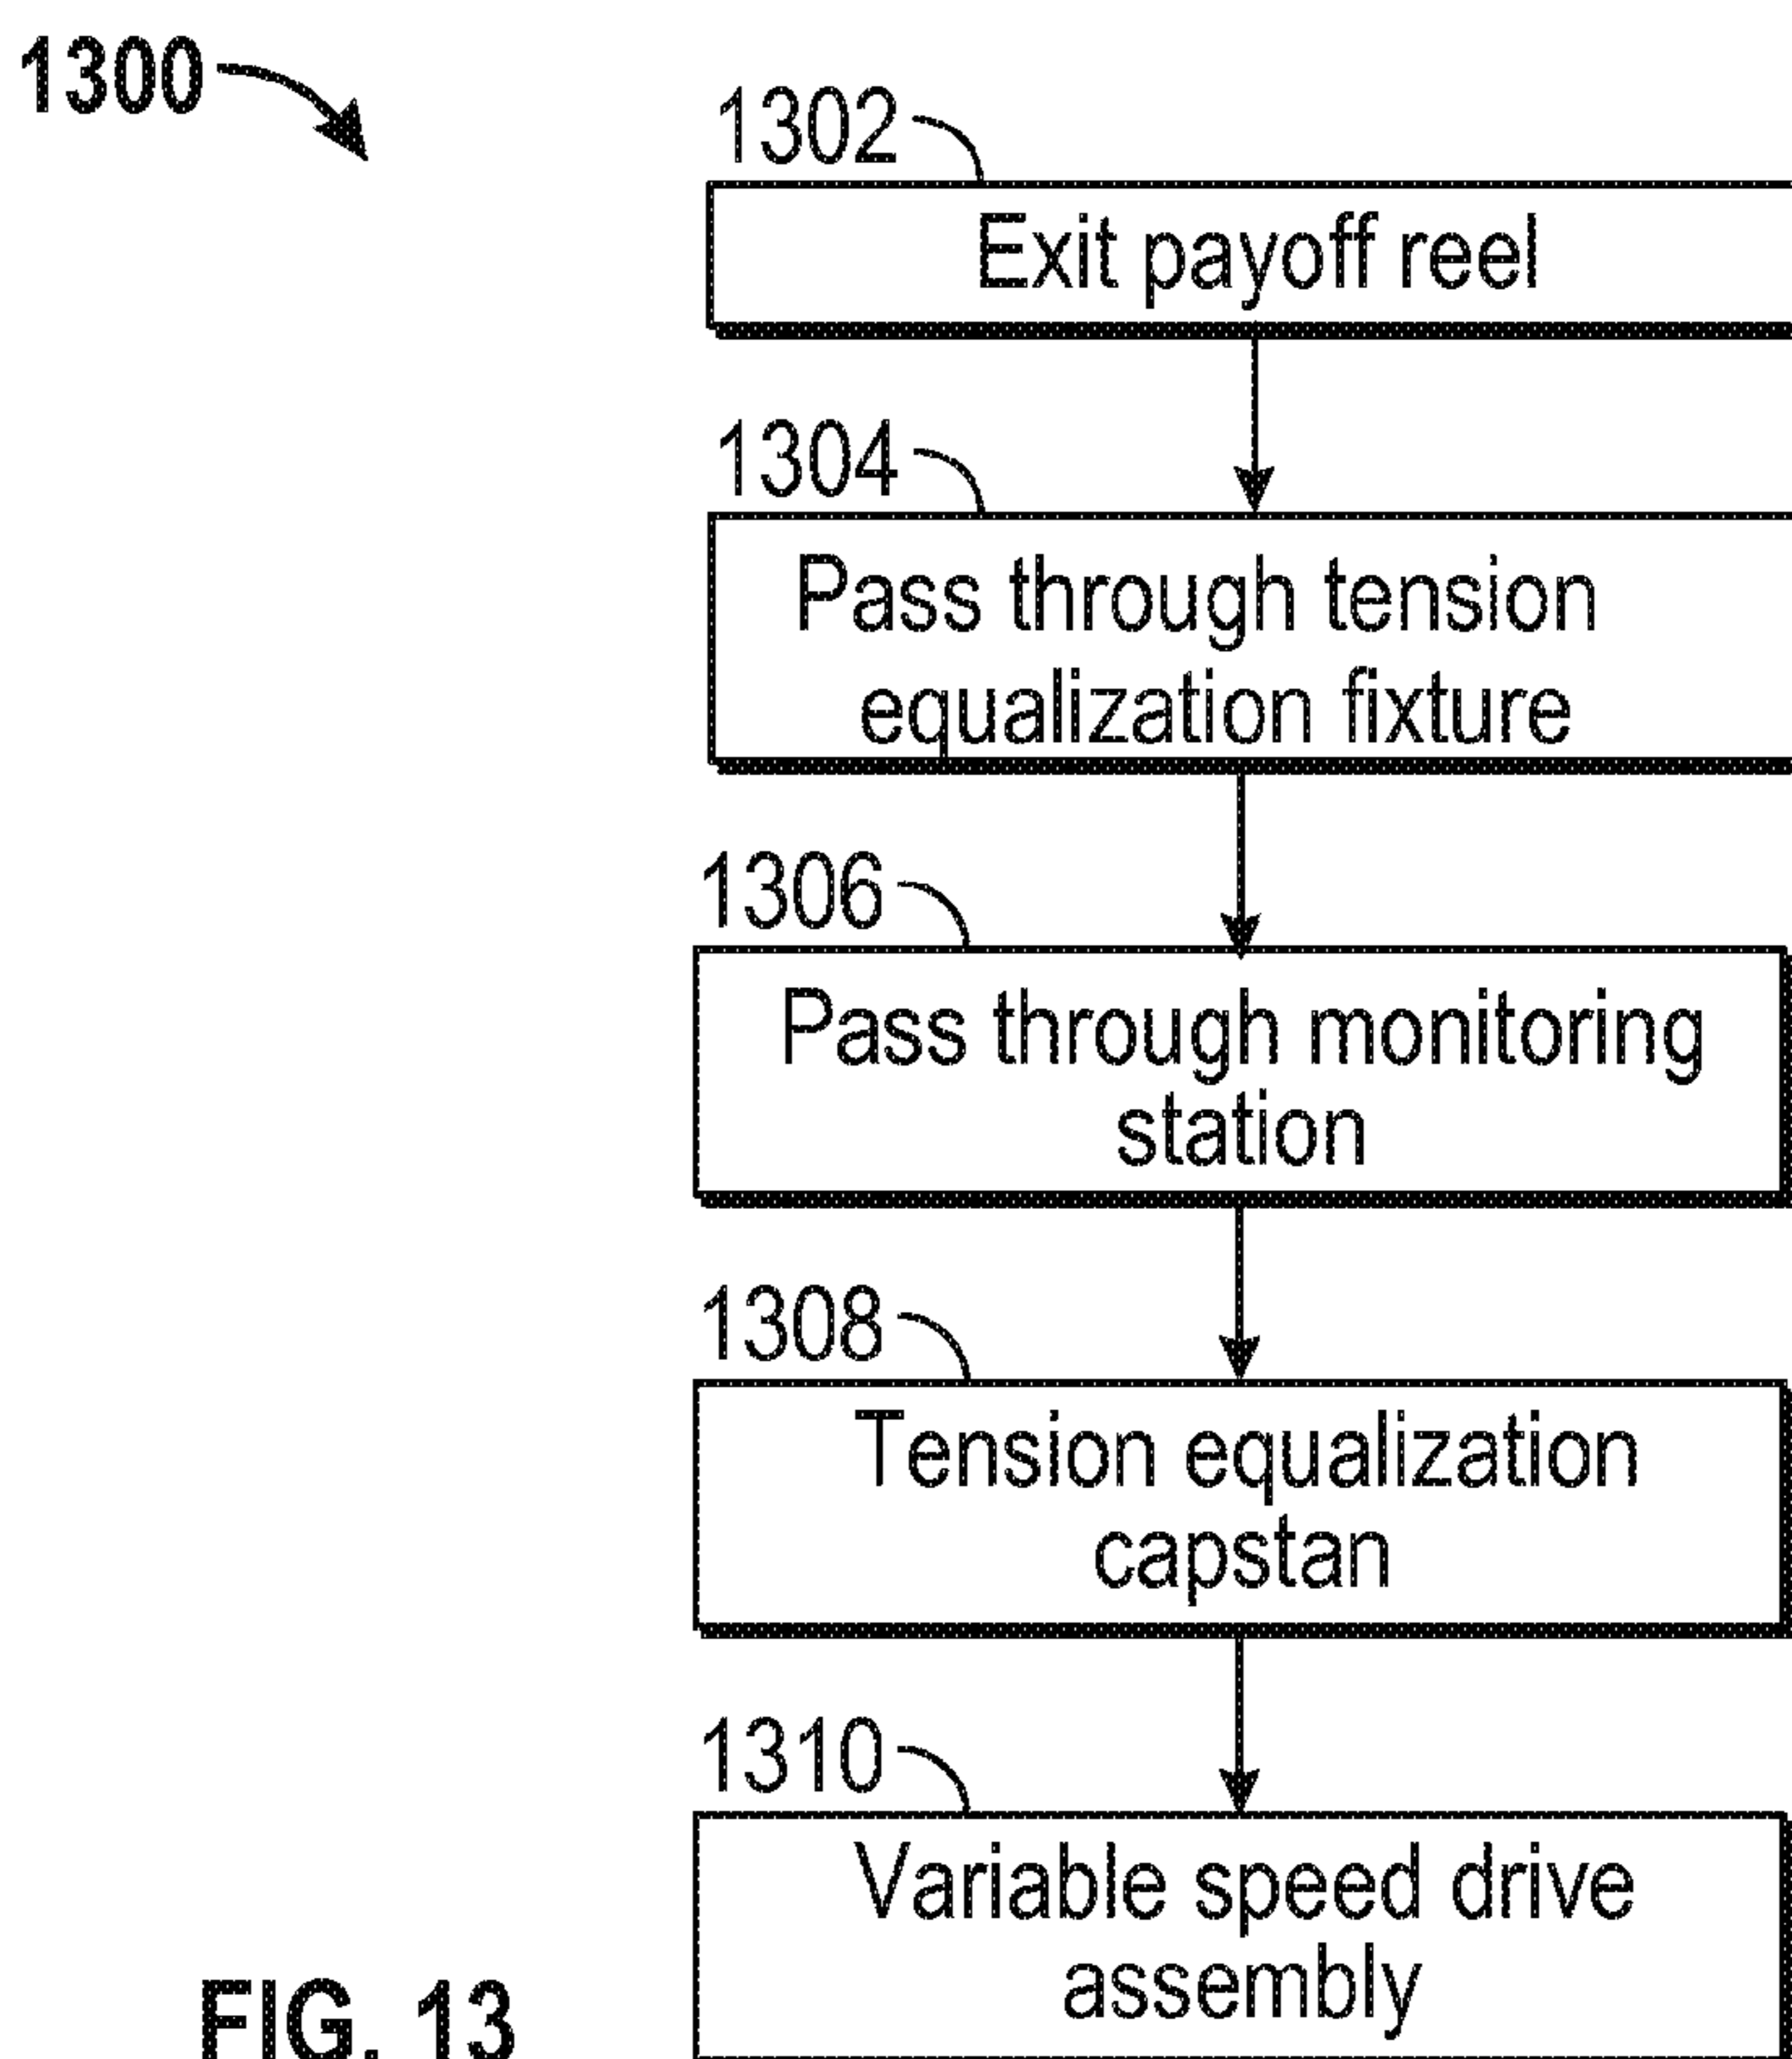 1300
1302
Exit payoff reel
1304
Pass through tension
equalization fixture
1306
Pass through monitoring
station
1308
Tension equalization
capstan
1310
Variable speed drive
assembly
FIG. 13